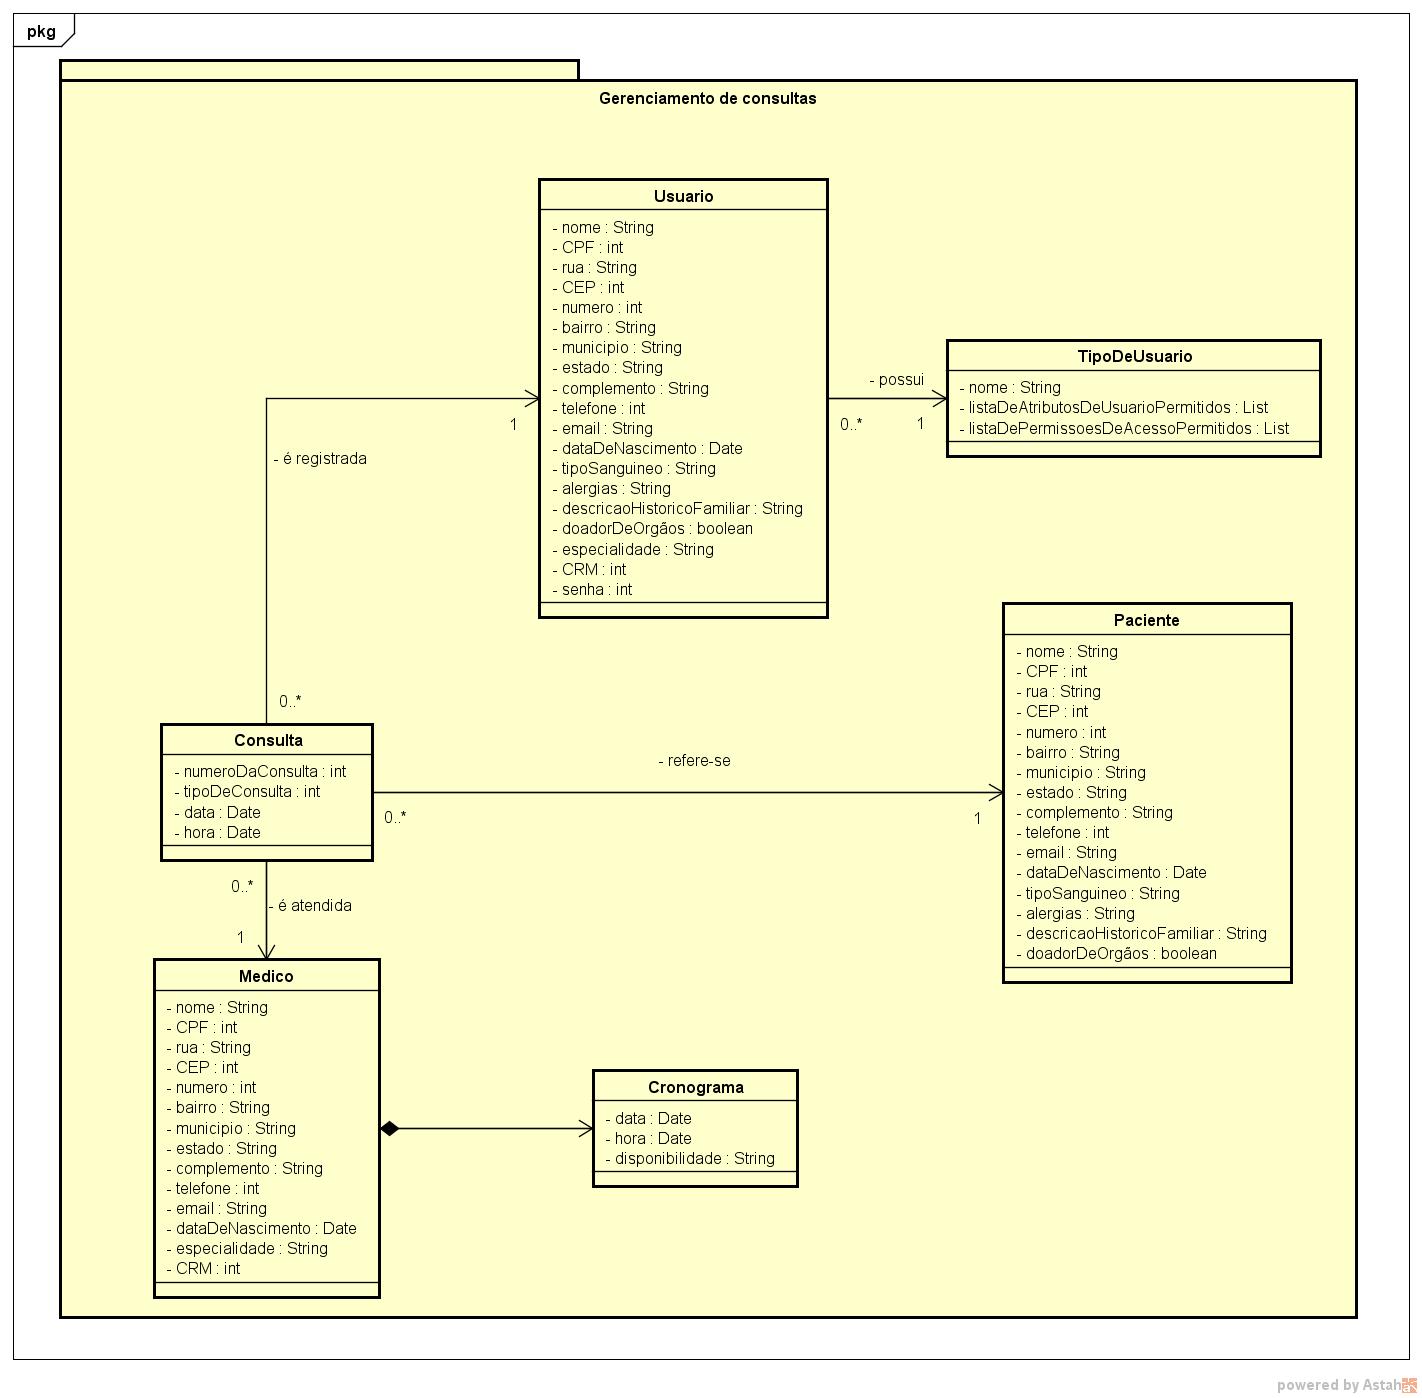 pkg
Gerenciamento de consultas
Usuario
- nome : String
- CPF : int
- rua : String
- CEP : int
- numero : int
- bairro : String
- municipio : String
- estado : String
- complemento : String
- telefone : int
- email : String
- dataDeNascimento : Date
- tipoSanguineo : String
- alergias : String
- descricaoHistoricoFamiliar : String
- doadorDeOrgãos : boolean
- especialidade : String
- CRM : int
- senha : int
- possui
0..*
1
TipoDeUsuario
- nome : String
- listaDeAtributosDeUsuarioPermitidos : List
- listaDePermissoesDeAcessoPermitidos : List
1
- é registrada
0..*
Consulta
- numeroDaConsulta : int
- tipoDeConsulta : int
- data : Date
- hora : Date
- refere-se
0..*
1
Paciente
- nome : String
- CPF : int
- rua : String
- CEP : int
- numero : int
- bairro : String
- municipio : String
- estado : String
- complemento : String
- telefone : int
- email : String
- dataDeNascimento : Date
- tipoSanguineo : String
- alergias : String
- descricaoHistoricoFamiliar : String
- doadorDeOrgãos : boolean
0..*
- é atendida
1
Medico
- nome : String
- CPF : int
- rua : String
- CEP : int
- numero : int
- bairro : String
- municipio : String
- estado : String
- complemento : String
- telefone : int
- email : String
- dataDeNascimento : Date
- especialidade : String
- CRM : int
Cronograma
- data : Date
- hora : Date
- disponibilidade : String
powered by Astah